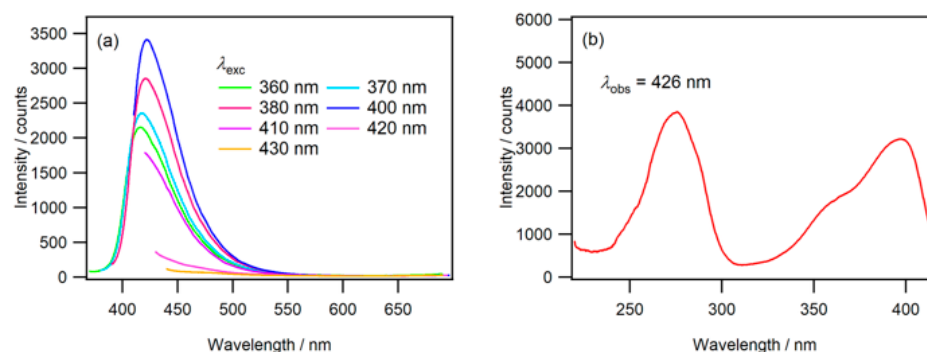 (a)
λexc
360 nm 370 nm
380 nm 400 nm
410 nm 420 nm
430 nm
3500
3000
2500
2000
1500
1000
500
0
Intensity / counts
400 450 500 550 600 650
Wavelength / nm
(b)
λobs = 426 nm
6000
5000
4000
3000
2000
1000
0
Intensity / counts
250 300 350 400
Wavelength / nm